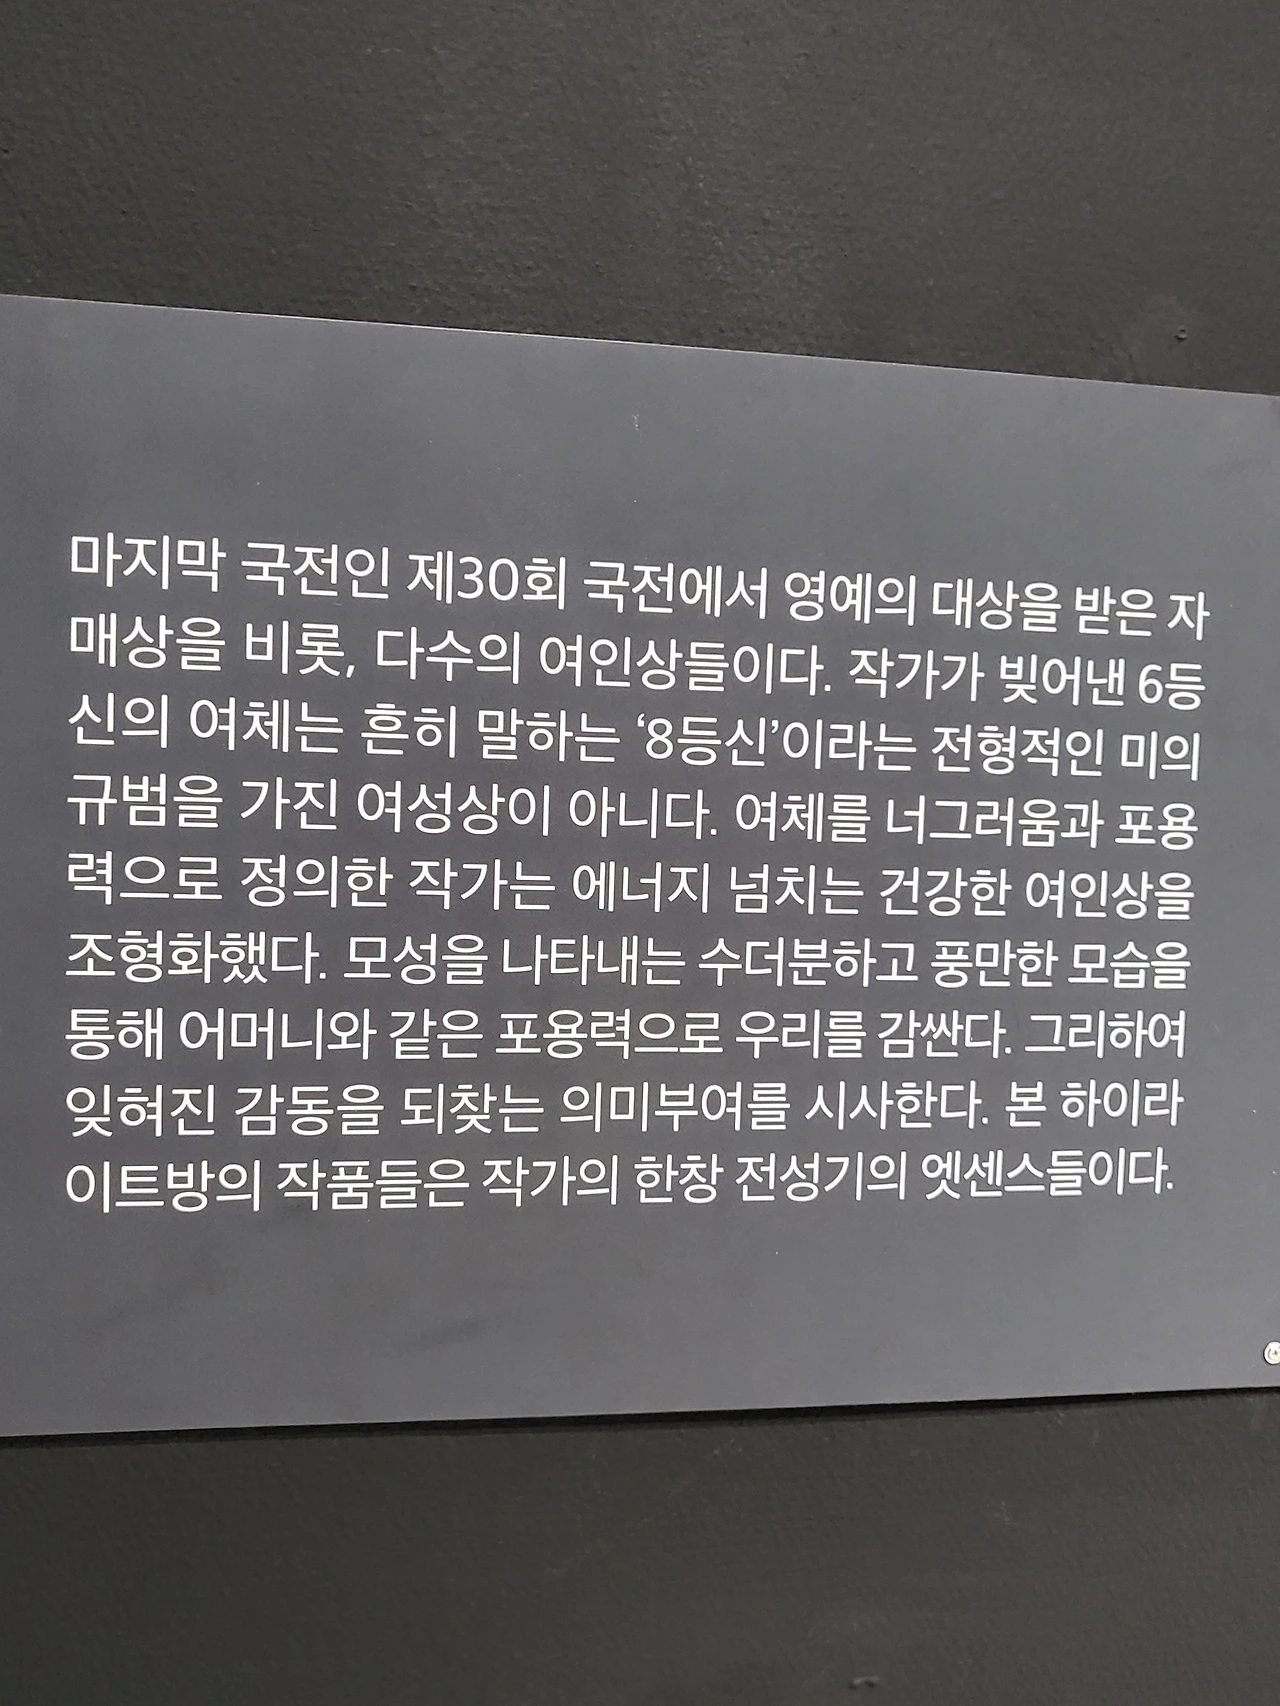 마지막 국전인 제30회 국전에서 영예의 대상을 받은 자
매상을 비롯, 다수의 여인상들이다. 작가가 빚어낸 6등
신의 여체는 흔히 말하는 ‘8등신’이라는 전형적인 미의
규범을 가진 여성상이 아니다. 여체를 너그러움과 포용
력으로 정의한 작가는 에너지 넘치는 건강한 여인상을
조형화했다. 모성을 나타내는 수더분하고 풍만한 모습을
통해 어머니와 같은 포용력으로 우리를 감싼다. 그리하여
잊혀진 감동을 되찾는 의미부여를 시사한다. 본 하이라
이트방의 작품들은 작가의 한창 전성기의 엣센스들이다.